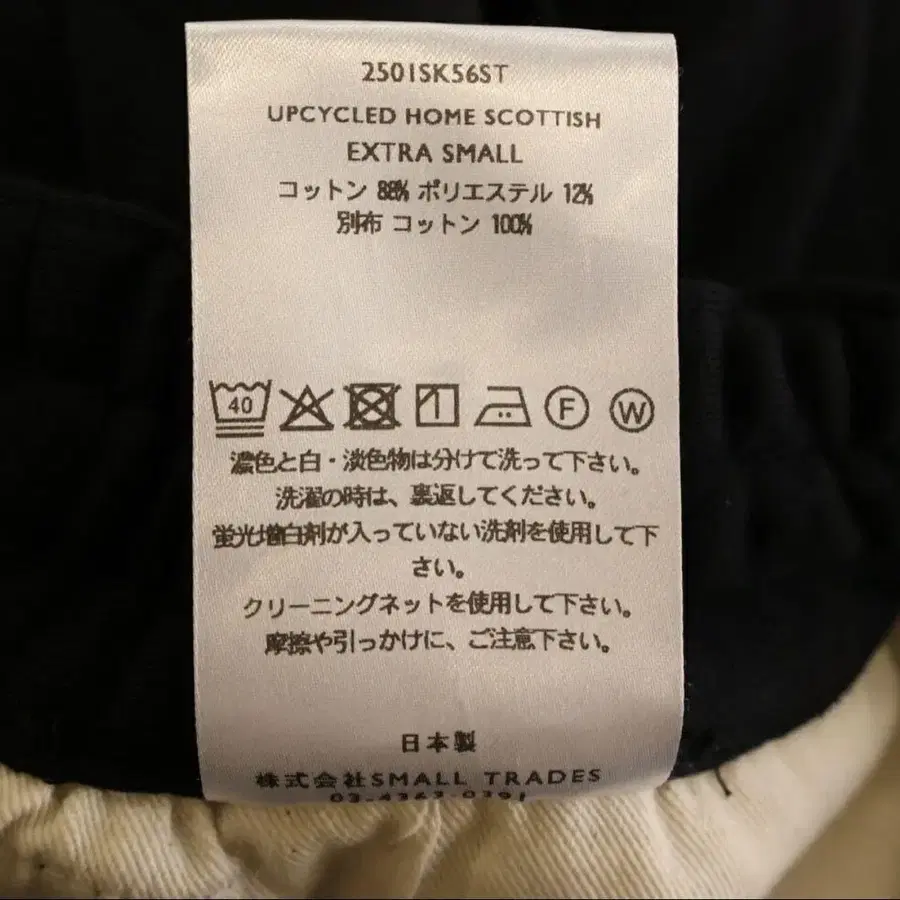 2501SK56ST
UPCYCLED HOME SCOTTISH
EXTRA SMALL
コットン 88% ポリエステル 12%
別布 コットン 100%
40
F W
濃色と白・淡色物は分けて洗って下さい。
洗濯の時は、裏返してください。
蛍光増白剤が入っていない洗剤を使用して下
さい。
クリーニングネットを使用して下さい。
摩擦や引っかけに、ご注意下さい。
日本製
株式会社SMALL TRADES
03-4363-0391